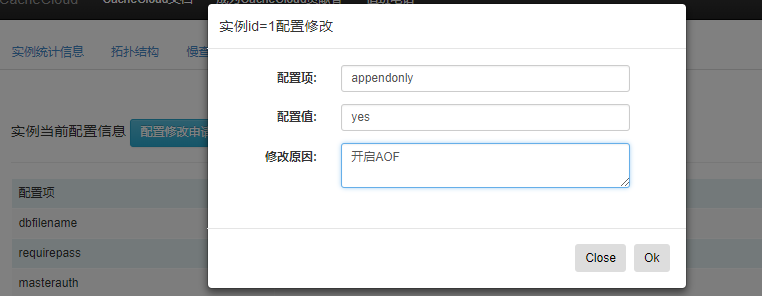 CacheCloud CacheCloud文档 成为CacheCloud贡献者 值班电话
实例id=1配置修改
实例统计信息 拓扑结构 慢查
配置项: appendonly
配置值: yes
实例当前配置信息 配置修改申请
修改原因: 开启AOF
配置项
dbfilename
requirepass
Close Ok
masterauth